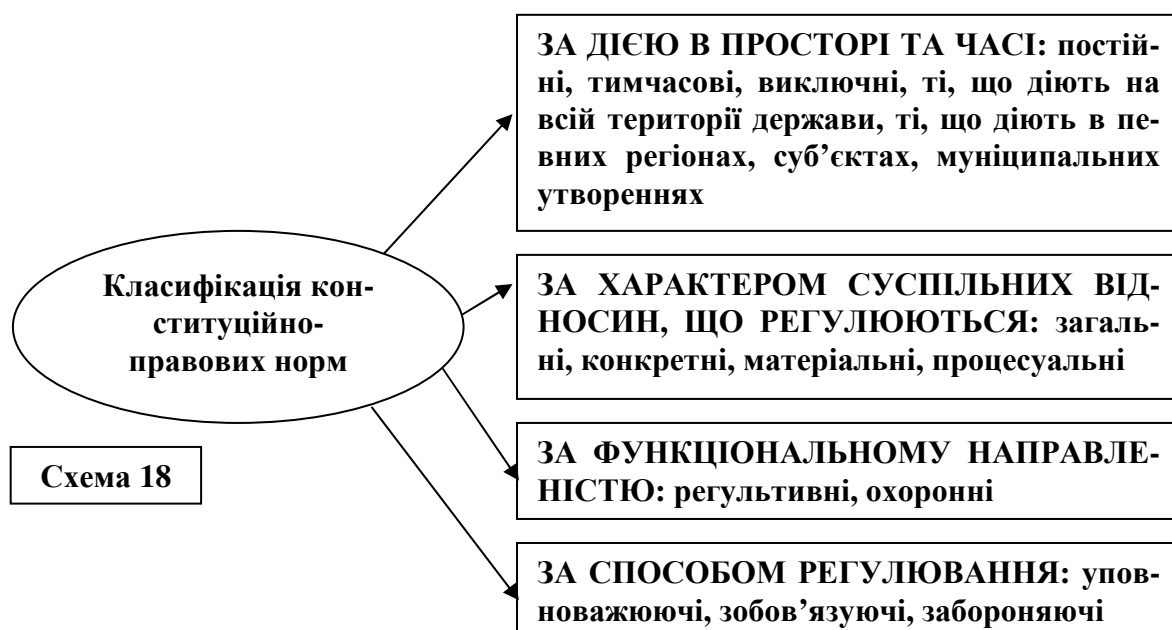 ЗА ДІЄЮ В ПРОСТОРІ ТА ЧАСІ: постій-
ні, тимчасові, виключні, ті, що діють на
всій території держави, ті, що діють в пе-
вних регіонах, суб’єктах, муніципальних
утвореннях
Класифікація кон-
ституційно-
правових норм
ЗА ХАРАКТЕРОМ СУСПІЛЬНИХ ВІД-
НОСИН, ЩО РЕГУЛЮЮТЬСЯ: загаль-
ні, конкретні, матеріальні, процесуальні
Схема 18
ЗА ФУНКЦІОНАЛЬНОМУ НАПРАВЛЕ-
НІСТЮ: регультивні, охоронні
ЗА СПОСОБОМ РЕГУЛЮВАННЯ: упов-
новажюючі, зобов’язуючі, забороняючі